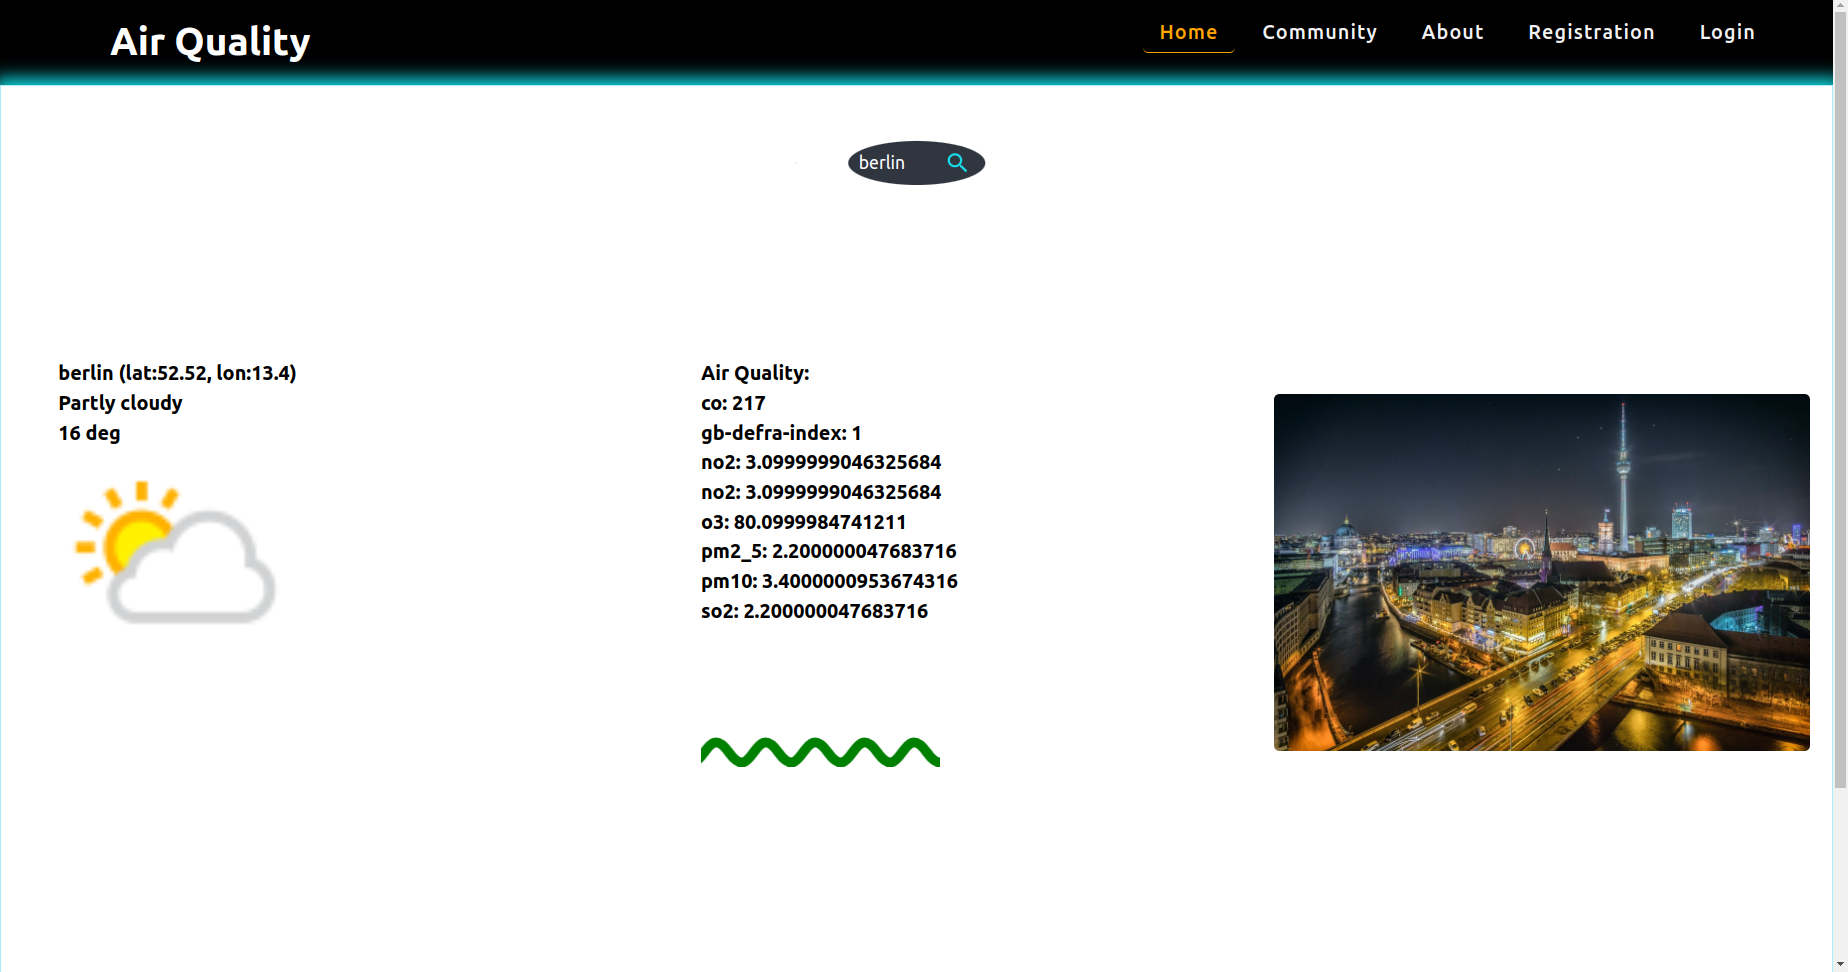 Air Quality
Home Community About Registration Login
berlin
berlin (lat:52.52, lon:13.4)
Partly cloudy
16 deg
Air Quality:
co: 217
gb-defra-index: 1
no2: 3.0999999046325684
no2: 3.0999999046325684
o3: 80.0999984741211
pm2_5: 2.200000047683716
pm10: 3.4000000953674316
so2: 2.200000047683716